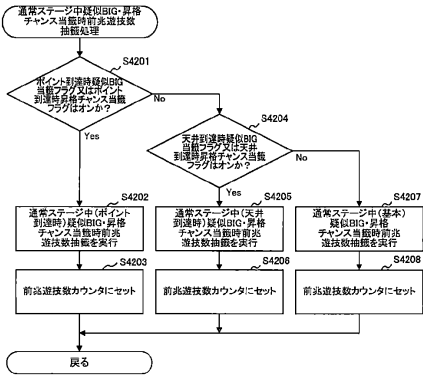 通常ステージ中疑似BIG・昇格
チャンス当籤時前兆遊技数
抽籤処理
S4201
ポイント到達時疑似BIG
当籤フラグ又はポイント
到達時昇格チャンス当籤
フラグはオンか?
No
Yes
S4204
天井到達時疑似BIG
当籤フラグ又は天井
到達時昇格チャンス当籤
フラグはオンか?
No
Yes
S4202
通常ステージ中(ポイント
到達時)疑似BIG・昇格
チャンス当籤時前兆
遊技数抽籤を実行
S4205
通常ステージ中(天井
到達時)疑似BIG・昇格
チャンス当籤時前兆
遊技数抽籤を実行
S4207
通常ステージ中(基本)
疑似BIG・昇格
チャンス当籤時前兆
遊技数抽籤を実行
S4203
前兆遊技数カウンタにセット
S4206
前兆遊技数カウンタにセット
S4208
前兆遊技数カウンタにセット
戻る